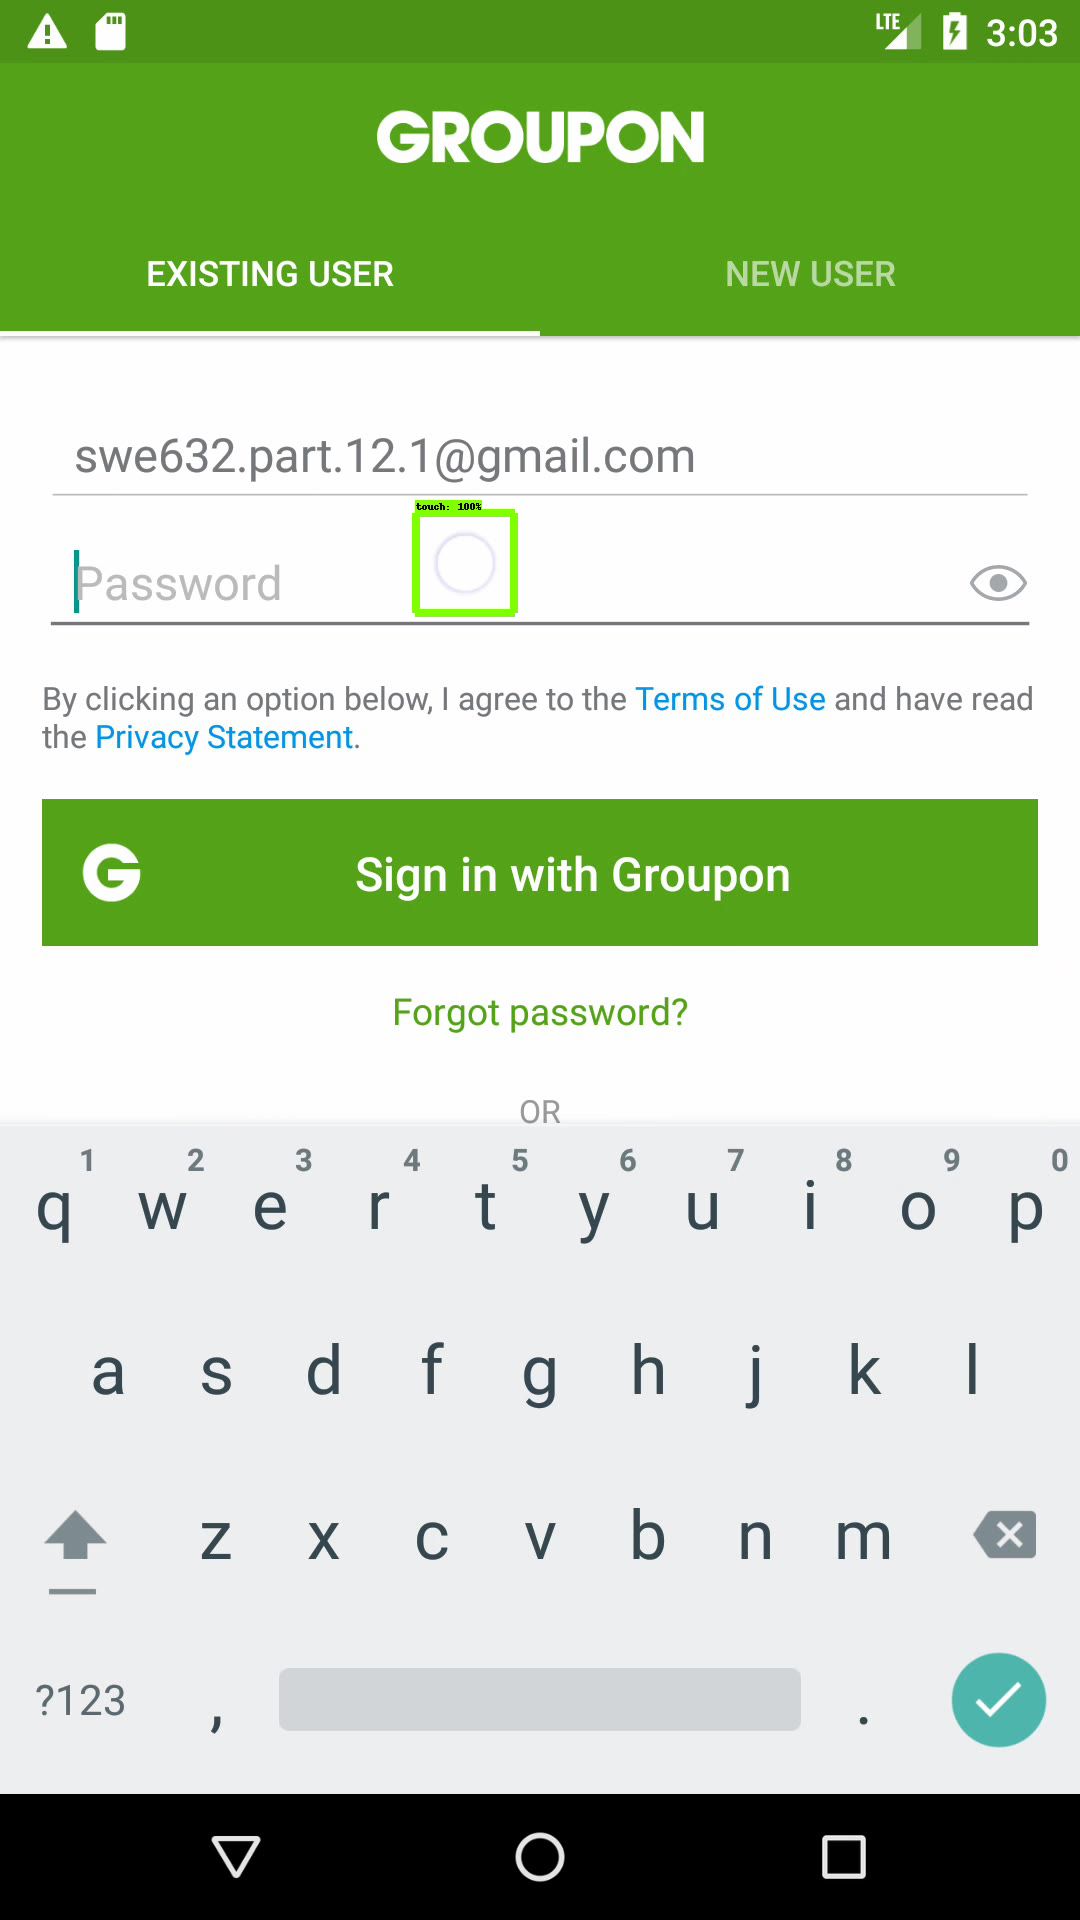 LTE 3:03
GROUPON
EXISTING USER NEW USER
swe632.part.12.1@gmail.com
touch: 100%
Password
By clicking an option below, I agree to the Terms of Use and have read
the Privacy Statement.
G Sign in with Groupon
Forgot password?
OR
1 2 3 4 5 6 7 8 9 0
q w e r t y u i o p
a s d f g h j k l
z x c v b n m
?123 , .